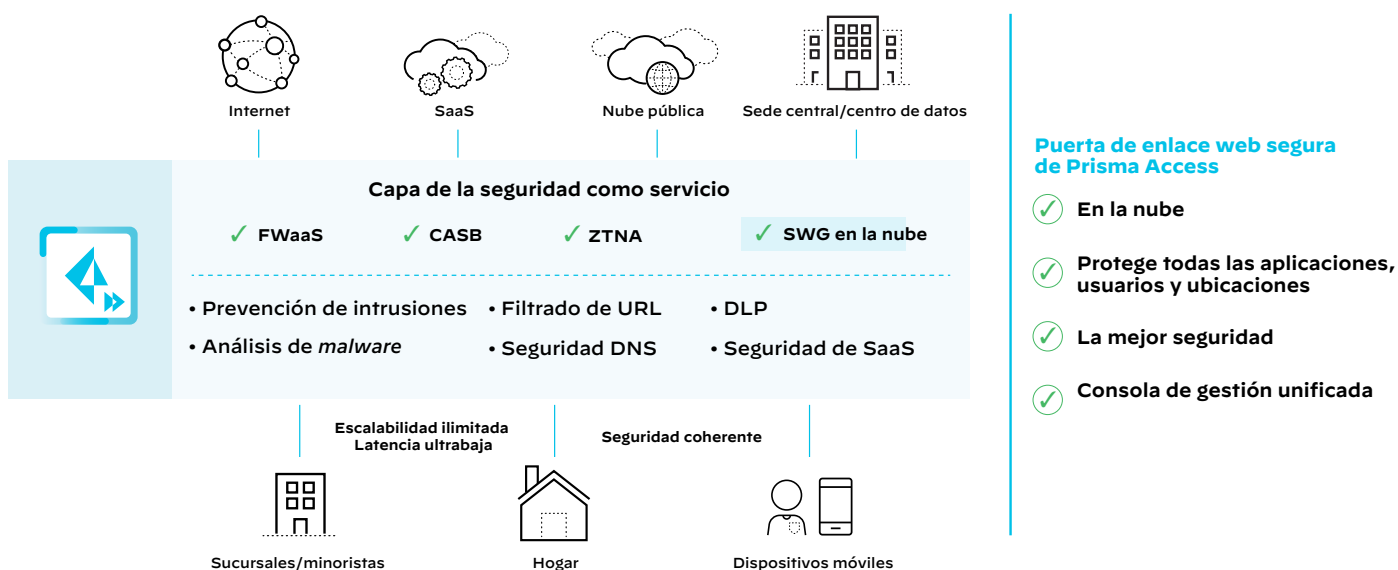 Internet
SaaS
Nube pública
Sede central/centro de datos
Capa de la seguridad como servicio
✓ FWaaS
✓ CASB
✓ ZTNA
✓ SWG en la nube
• Prevención de intrusiones
• Filtrado de URL
• DLP
• Análisis de malware
• Seguridad DNS
• Seguridad de SaaS
Escalabilidad ilimitada
Latencia ultrabaja
Seguridad coherente
Sucursales/minoristas
Hogar
Dispositivos móviles
Puerta de enlace web segura
de Prisma Access
✓ En la nube
✓ Protege todas las aplicaciones,
usuarios y ubicaciones
✓ La mejor seguridad
✓ Consola de gestión unificada